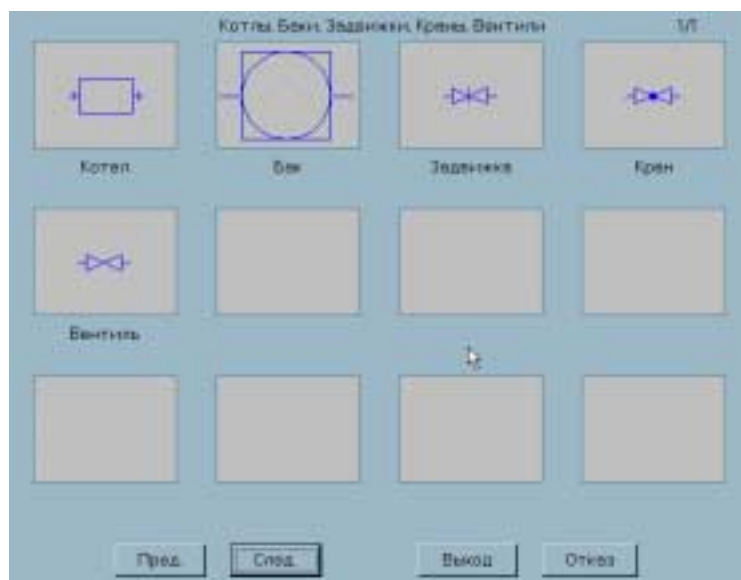 Котлы, Баки, Задвижки, Краны, Вентили 1/1
Котел Бак Задвижка Кран
Вентиль
Пред. След. Выход Отказ